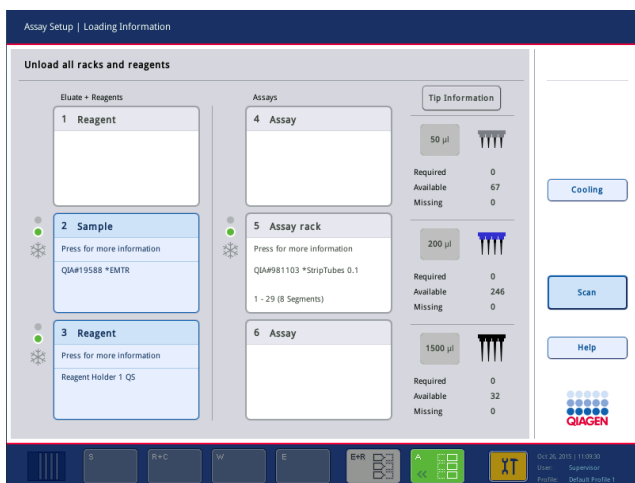 Assay Setup | Loading Information
Unload all racks and reagents
Eluate + Reagents
Assays
Tip Information
1 Reagent
4 Assay
50 µl
Required 0
Available 67
Missing 0
Cooling
2 Sample
Press for more information
QIA#19588 *EMTR
5 Assay rack
Press for more information
QIA#981103 *StripTubes 0.1
1 - 29 (8 Segments)
200 µl
Required 0
Available 246
Missing 0
Scan
3 Reagent
Press for more information
Reagent Holder 1 QS
6 Assay
1500 µl
Required 0
Available 32
Missing 0
Help
QIAGEN
S
R+C
W
E
E+R
A
Oct 26, 2015 | 11:09:30
User: Supervisor
Profile: Default Profile 1